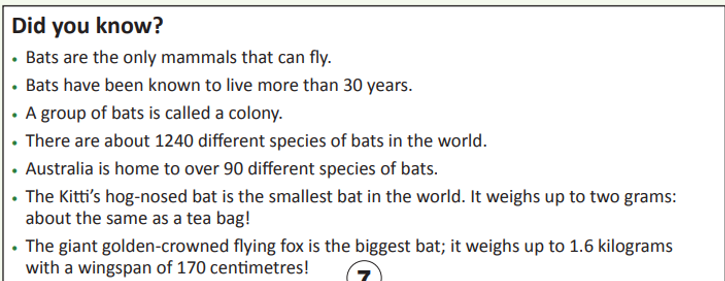 Did you know?
• Bats are the only mammals that can fly.
• Bats have been known to live more than 30 years.
• A group of bats is called a colony.
• There are about 1240 different species of bats in the world.
• Australia is home to over 90 different species of bats.
• The Kitti's hog-nosed bat is the smallest bat in the world. It weighs up to two grams:
about the same as a tea bag!
• The giant golden-crowned flying fox is the biggest bat; it weighs up to 1.6 kilograms
with a wingspan of 170 centimetres!
7